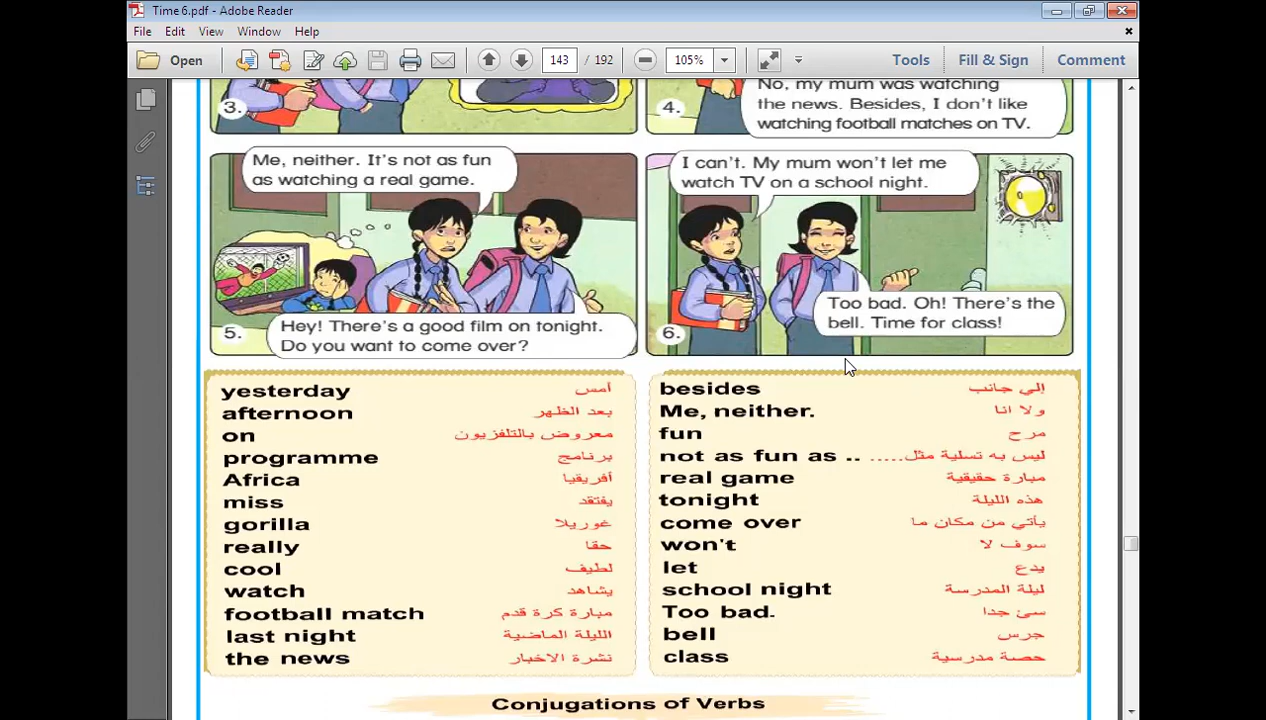 Time 6.pdf - Adobe Reader
File Edit View Window Help
Open 143 / 192 105% Tools Fill & Sign Comment
3.
No, my mum was watching
the news. Besides, I don't like
watching football matches on TV.
4.
Me, neither. It's not as fun
as watching a real game.
Hey! There's a good film on tonight.
Do you want to come over?
5.
I can't. My mum won't let me
watch TV on a school night.
Too bad. Oh! There's the
bell. Time for class!
6.
yesterday أمس
afternoon بعد الظهر
on معروض بالتلفزيون
programme برنامج
Africa أفريقيا
miss يفتقد
gorilla غوريلا
really حقا
cool لطيف
watch يشاهد
football match مبارة كرة قدم
last night الليلة الماضية
the news نشرة الاخبار
besides إلي جانب
Me, neither. ولا انا
fun مرح
not as fun as .. ليس به تسلية مثل.....
real game مبارة حقيقية
tonight هذه الليلة
come over يأتي من مكان ما
won't سوف لا
let يدع
school night ليلة المدرسة
Too bad. سئ جدا
bell جرس
class حصة مدرسية
Conjugations of Verbs